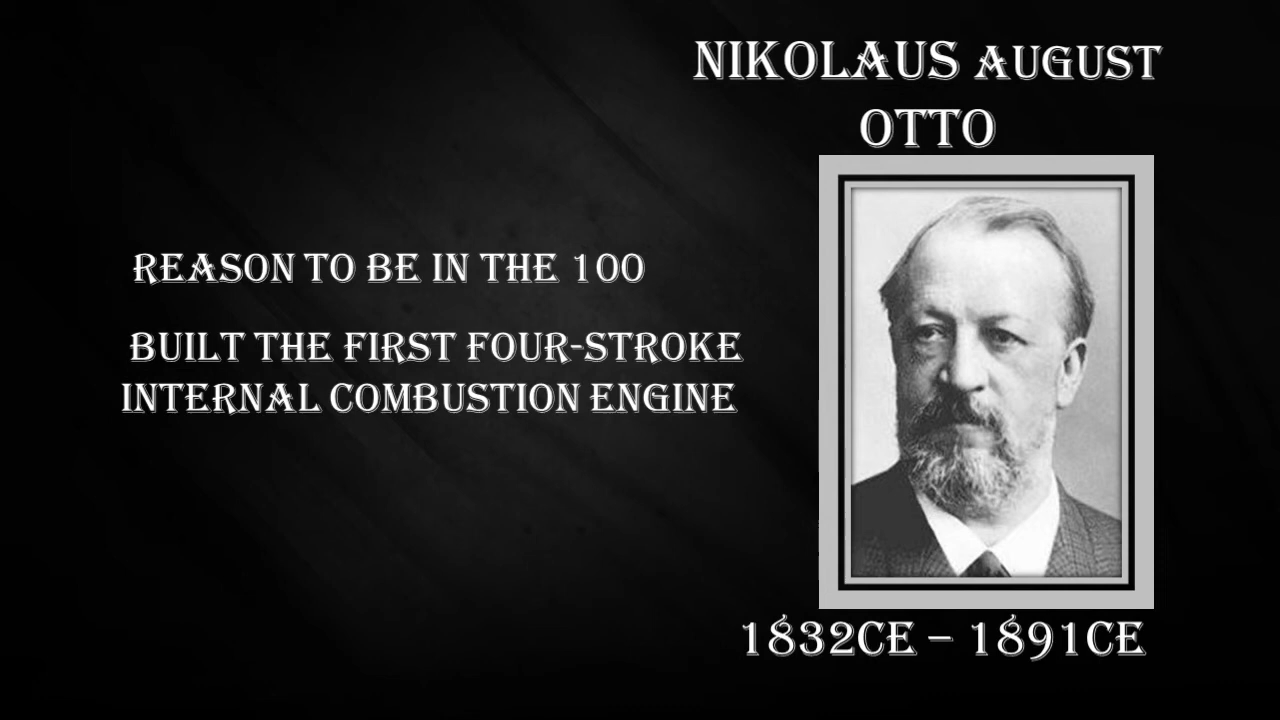 NIKOLAUS AUGUST
OTTO
REASON TO BE IN THE 100
BUILT THE FIRST FOUR-STROKE
INTERNAL COMBUSTION ENGINE
1832CE – 1891CE